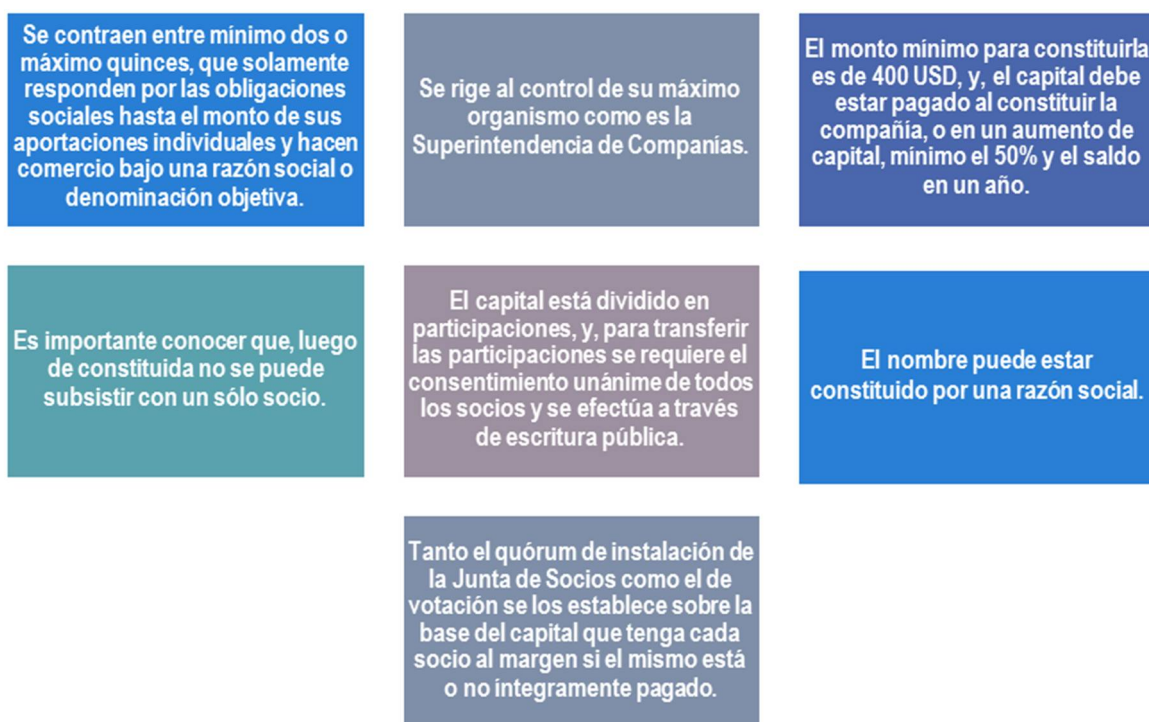 Se contraen entre mínimo dos o
máximo quinces, que solamente
responden por las obligaciones
sociales hasta el monto de sus
aportaciones individuales y hacen
comercio bajo una razón social o
denominación objetiva.
Se rige al control de su máximo
organismo como es la
Superintendencia de Companías.
El monto mínimo para constituirla
es de 400 USD, y, el capital debe
estar pagado al constituir la
compañía, o en un aumento de
capital, mínimo el 50% y el saldo
en un año.
Es importante conocer que, luego
de constituida no se puede
subsistir con un sólo socio.
El capital está dividido en
participaciones, y, para transferir
las participaciones se requiere el
consentimiento unánime de todos
los socios y se efectúa a través
de escritura pública.
El nombre puede estar
constituido por una razón social.
Tanto el quórum de instalación de
la Junta de Socios como el de
votación se los establece sobre la
base del capital que tenga cada
socio al margen si el mismo está
o no íntegramente pagado.